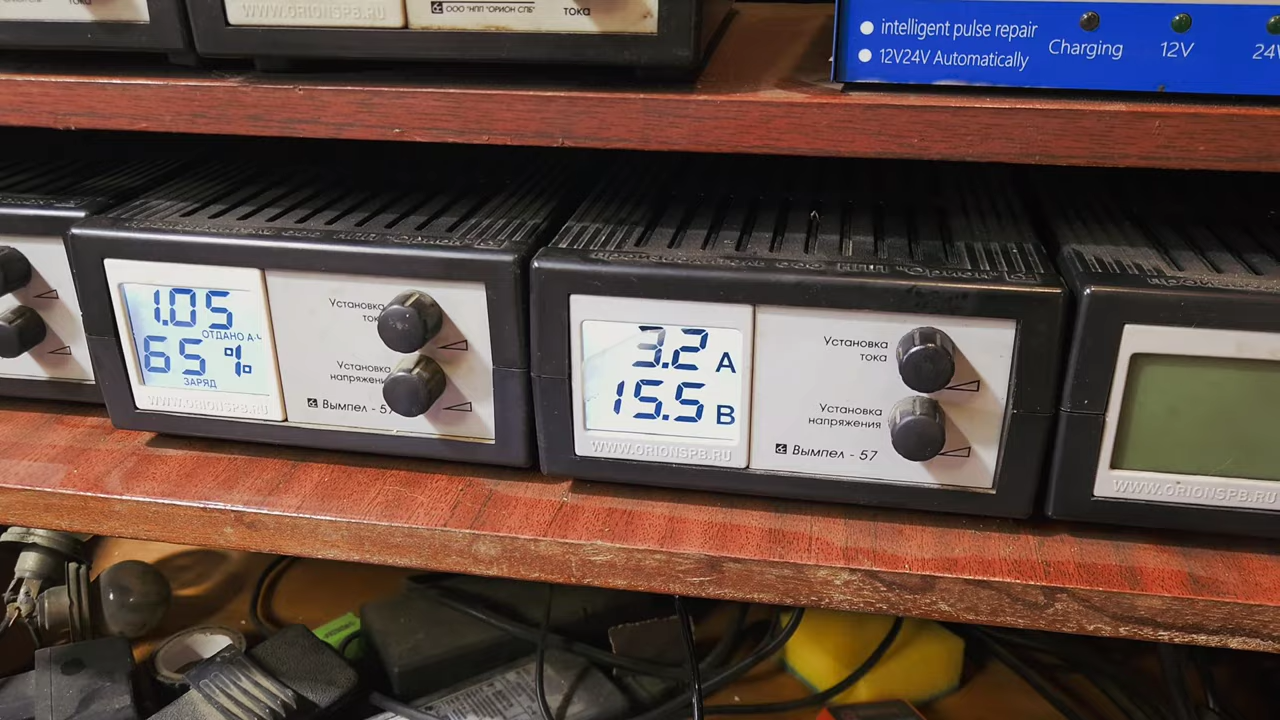 WWW.ORIONSPB.RU
ООО "НПП "ОРИОН СПБ"
тока
intelligent pulse repair
12V24V Automatically
Charging
12V
24V
1.05
ОТДАНО А·Ч
65%
ЗАРЯД
WWW.ORIONSPB.RU
Установка
тока
Установка
напряжения
Вымпел - 57
3.2 А
15.5 В
WWW.ORIONSPB.RU
Установка
тока
Установка
напряжения
Вымпел - 57
WWW.ORIONSPB.RU